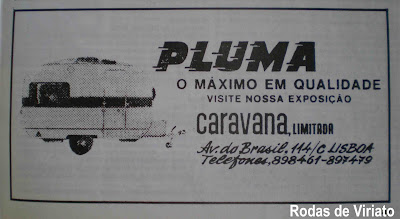 PLUMA
O MÁXIMO EM QUALIDADE
VISITE NOSSA EXPOSIÇÃO
caravana, LIMITADA
Av. do Brasil, 114/c LISBOA
Telefones, 898461-897479
Rodas de Viriato